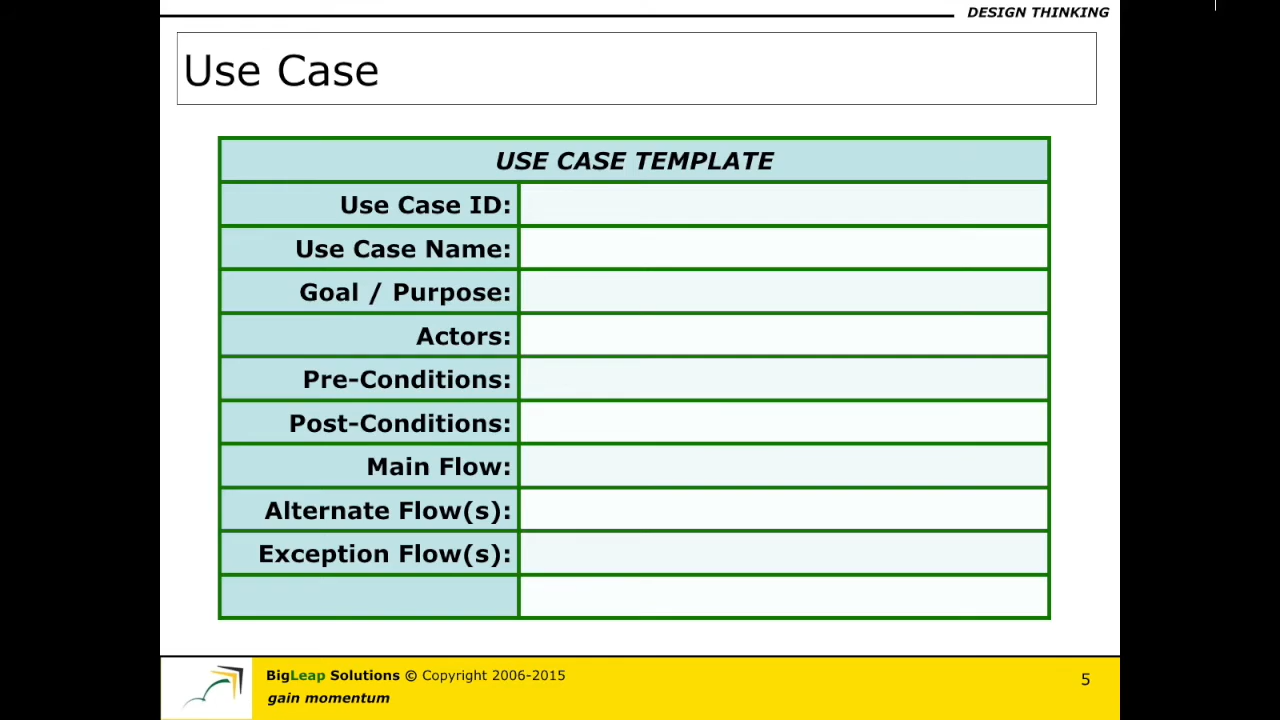 DESIGN THINKING
Use Case
USE CASE TEMPLATE
Use Case ID:
Use Case Name:
Goal / Purpose:
Actors:
Pre-Conditions:
Post-Conditions:
Main Flow:
Alternate Flow(s):
Exception Flow(s):
BigLeap Solutions © Copyright 2006-2015
gain momentum
5